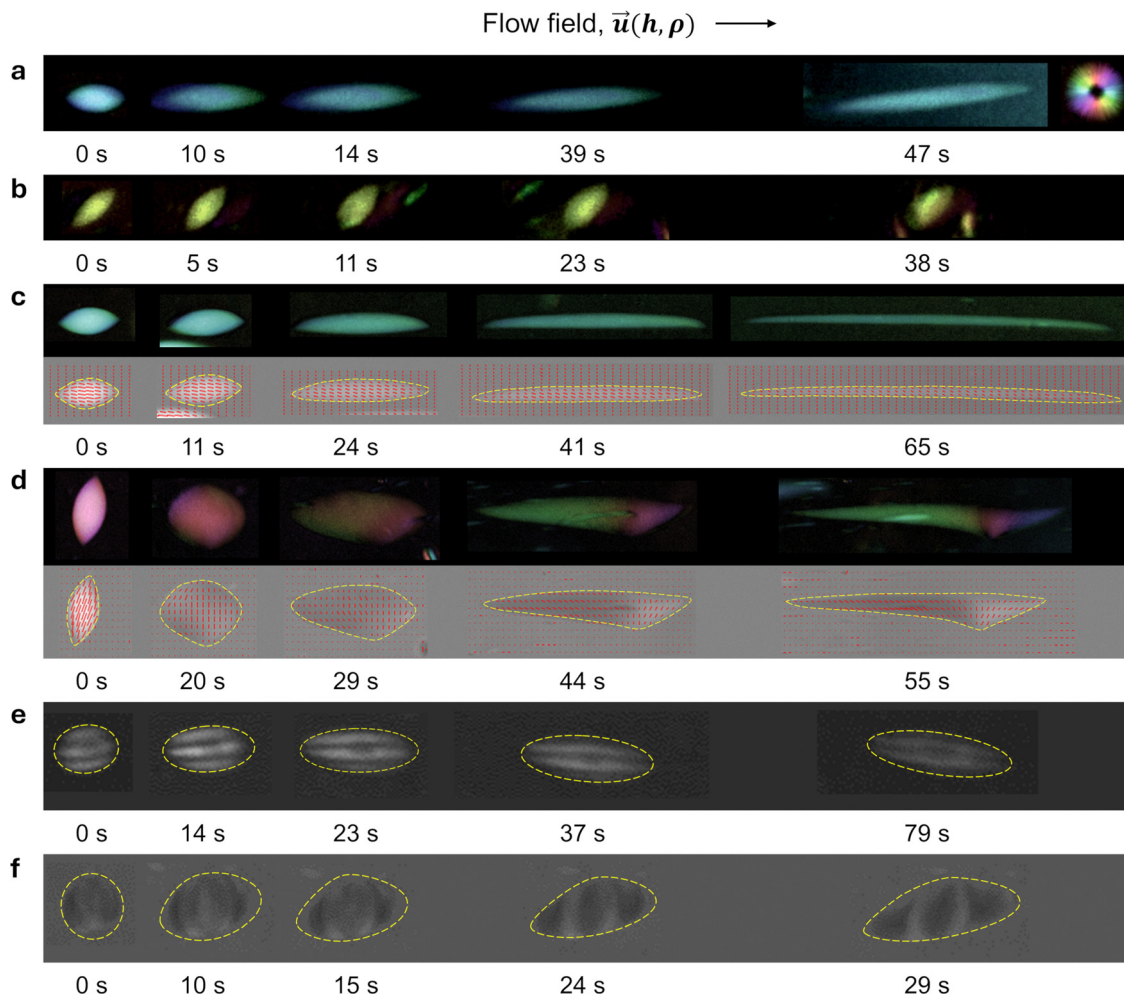 Flow field, u⃗(h, ρ)
a
0 s 10 s 14 s 39 s 47 s
b
0 s 5 s 11 s 23 s 38 s
c
0 s 11 s 24 s 41 s 65 s
d
0 s 20 s 29 s 44 s 55 s
e
0 s 14 s 23 s 37 s 79 s
f
0 s 10 s 15 s 24 s 29 s